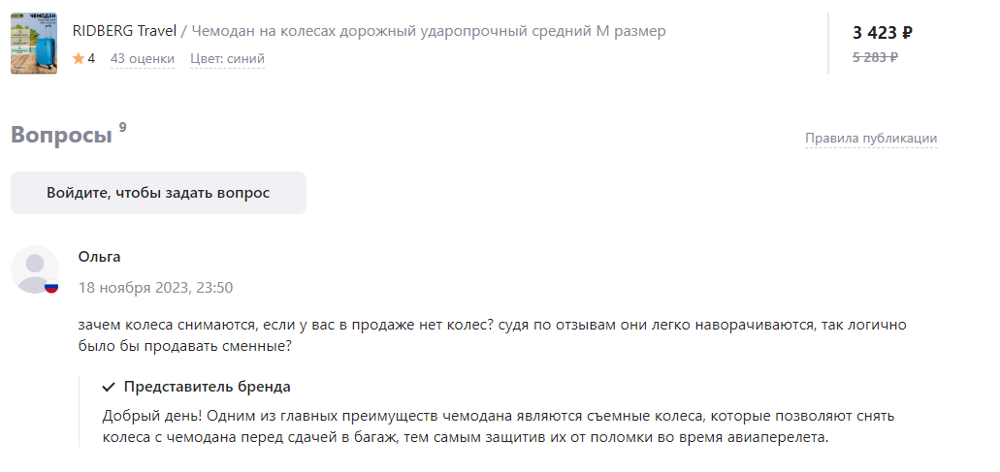 ЧЕМОДАН
RIDBERG Travel / Чемодан на колесах дорожный ударопрочный средний М размер
4 43 оценки Цвет: синий
3 423 ₽
5 283 ₽
Вопросы 9
Правила публикации
Войдите, чтобы задать вопрос
Ольга
18 ноября 2023, 23:50
зачем колеса снимаются, если у вас в продаже нет колес? судя по отзывам они легко наворачиваются, так логично
было бы продавать сменные?
Представитель бренда
Добрый день! Одним из главных преимуществ чемодана являются съемные колеса, которые позволяют снять
колеса с чемодана перед сдачей в багаж, тем самым защитив их от поломки во время авиаперелета.